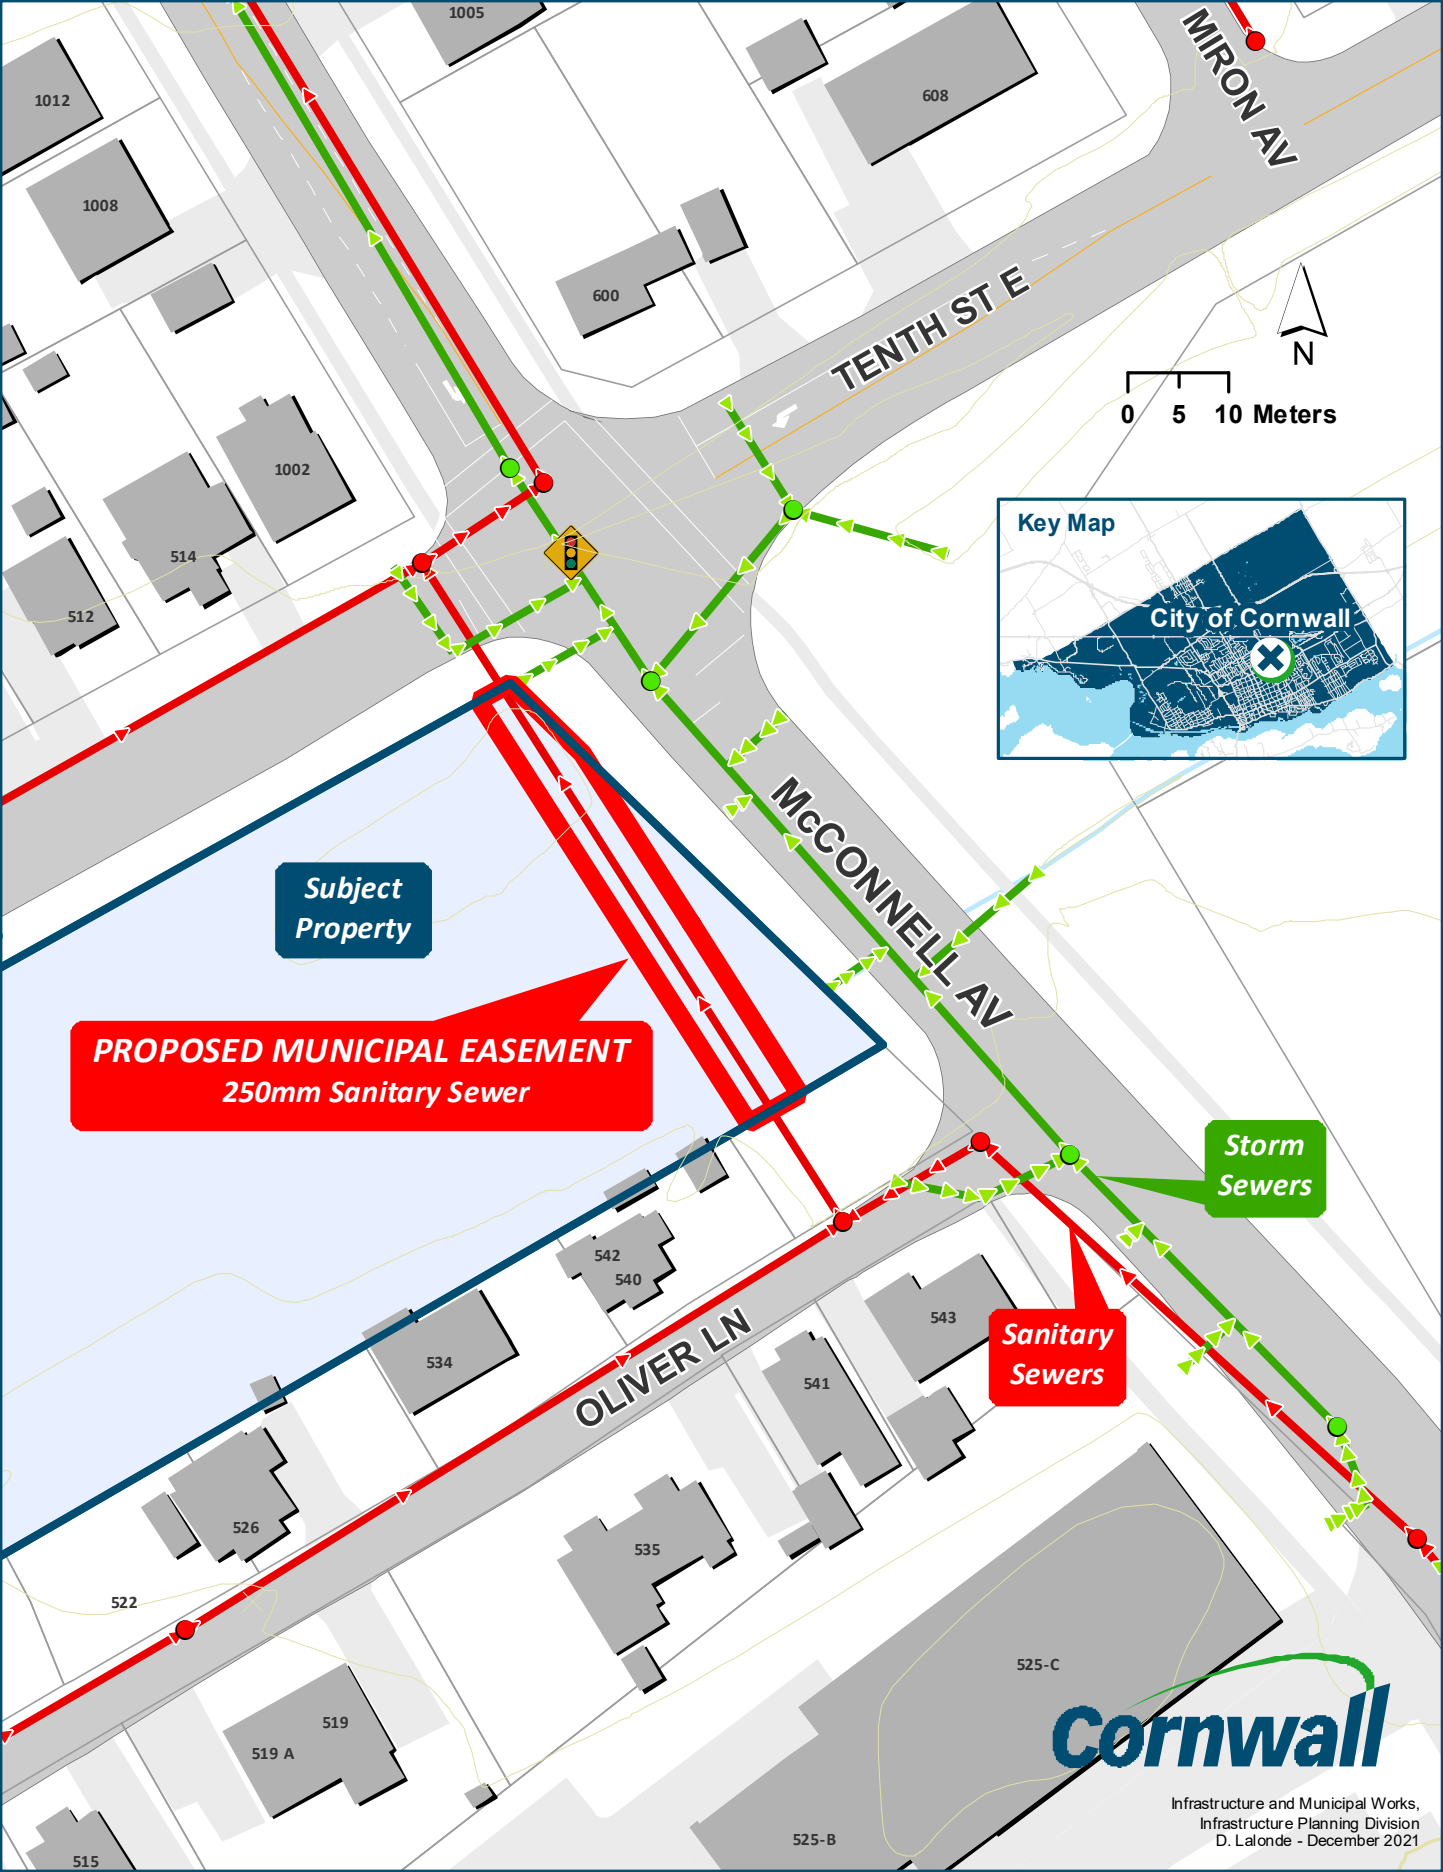 1005
MIRON AV
1012
608
1008
600
TENTH ST E
N
0 5 10 Meters
1002
514
512
Key Map
City of Cornwall
McCONNELL AV
Subject
Property
PROPOSED MUNICIPAL EASEMENT
250mm Sanitary Sewer
Storm
Sewers
542
540
534
OLIVER LN
543
Sanitary
Sewers
541
526
535
522
525-C
519
519 A
Cornwall
525-B
515
Infrastructure and Municipal Works,
Infrastructure Planning Division
D. Lalonde - December 2021